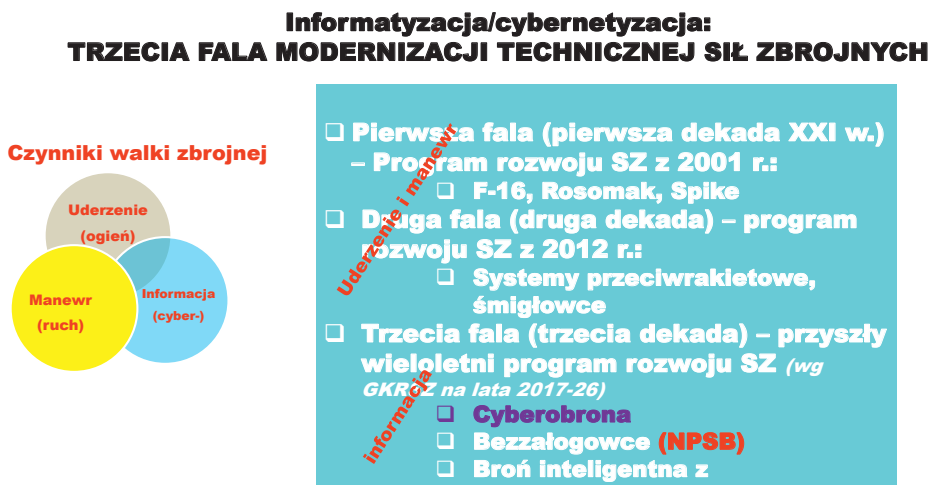 Informatyzacja/cybernetyzacja:
TRZECIA FALA MODERNIZACJI TECHNICZNEJ SIŁ ZBROJNYCH
Czynniki walki zbrojnej
Uderzenie
(ogień)
Manewr
(ruch)
Informacja
(cyber-)
Pierwsza fala (pierwsza dekada XXI w.)
– Program rozwoju SZ z 2001 r.:
F-16, Rosomak, Spike
Druga fala (druga dekada) – program
rozwoju SZ z 2012 r.:
Systemy przeciwrakietowe,
śmigłowce
Trzecia fala (trzecia dekada) – przyszły
wieloletni program rozwoju SZ (wg
GKRSZ na lata 2017-26)
Cyberobrona
Bezzałogowce (NPSB)
Broń inteligentna z
Uderzenie i manewr
informacja